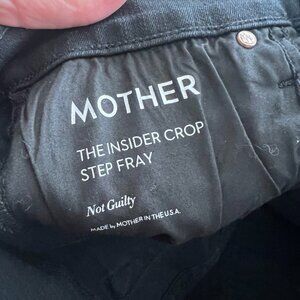 MOTHER
THE INSIDER CROP
STEP FRAY
Not Guilty
MADE by MOTHER IN THE U.S.A.